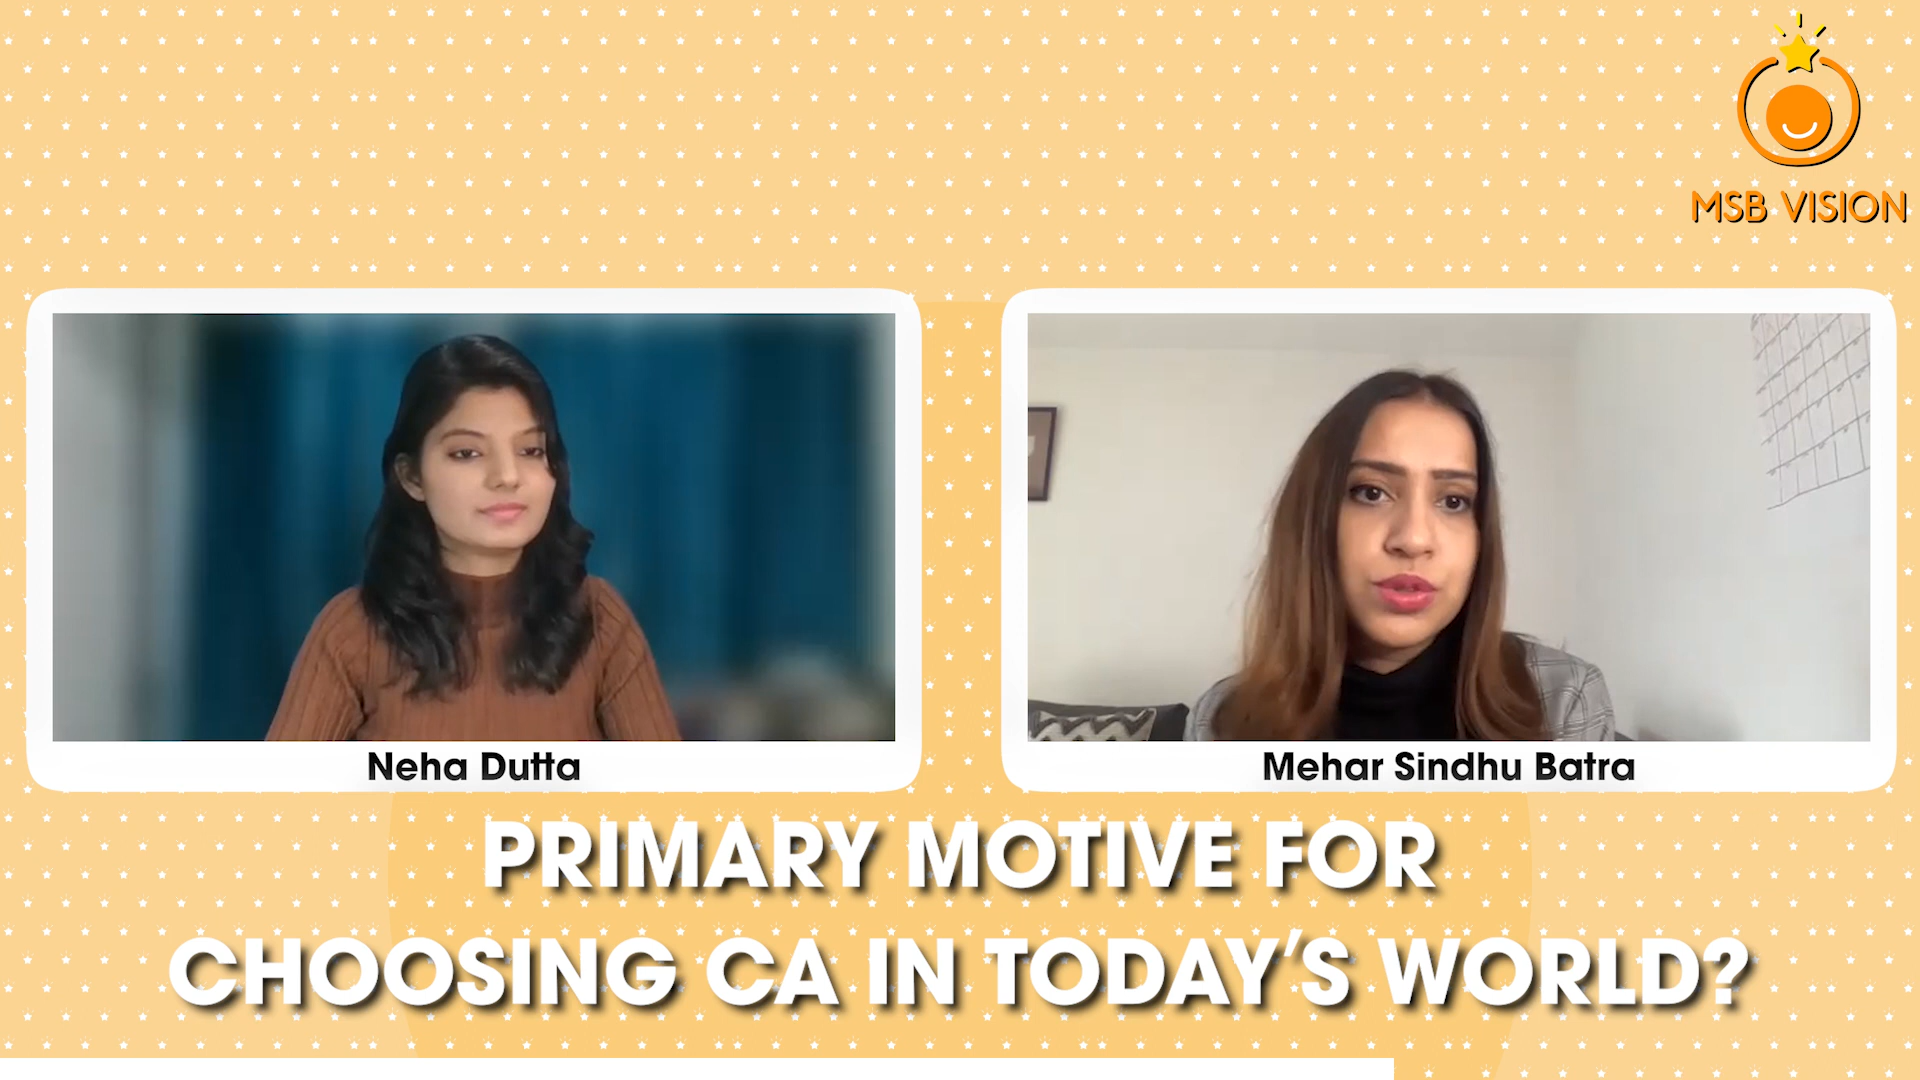 MSB VISION
Neha Dutta
Mehar Sindhu Batra
PRIMARY MOTIVE FOR
CHOOSING CA IN TODAY'S WORLD?